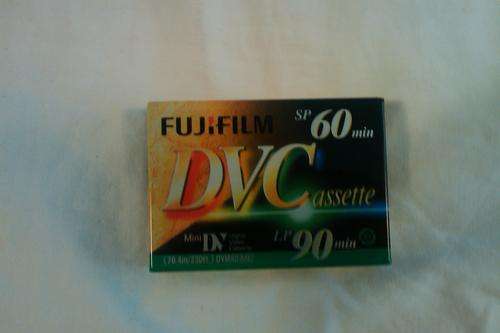 FUJIFILM
SP 60 min
DVCassette
Mini DV
LP 90 min